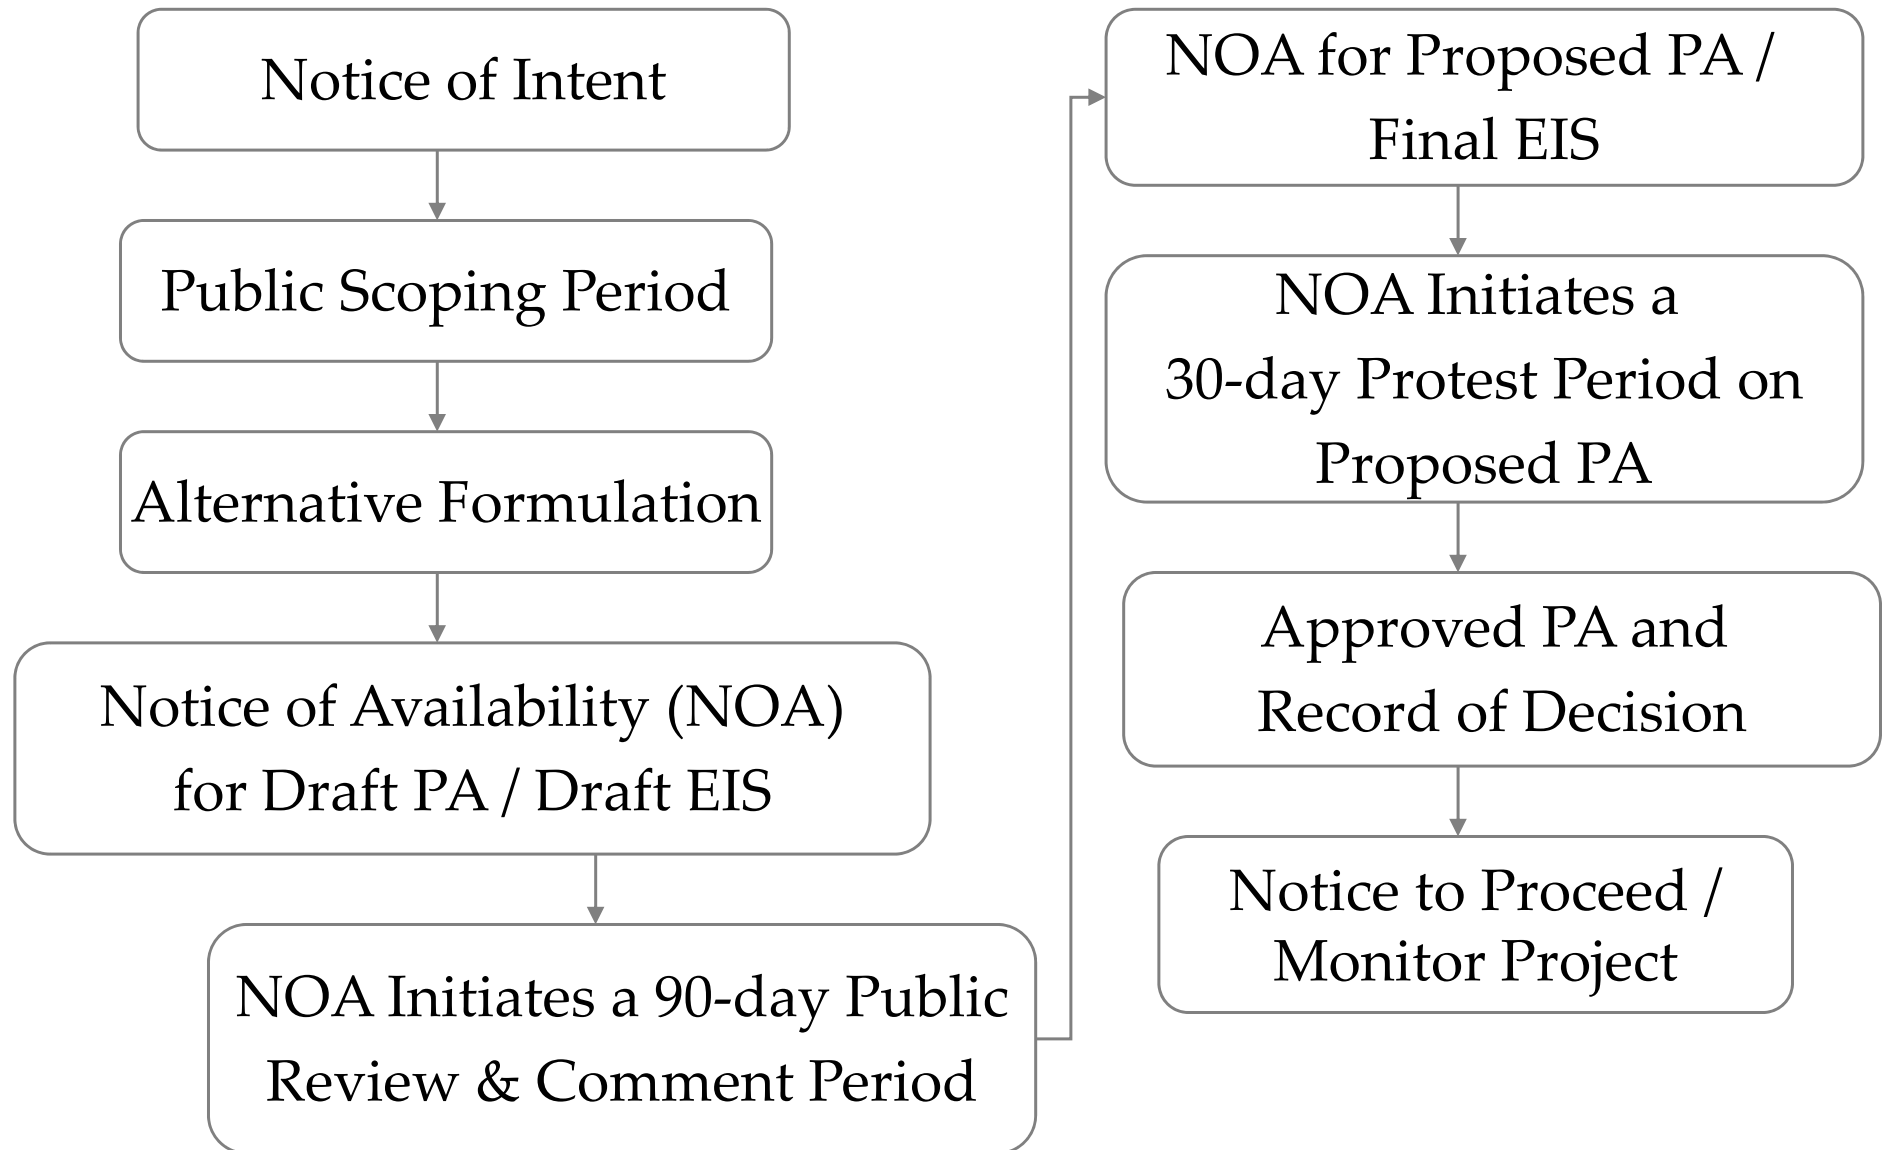 Notice of Intent
Public Scoping Period
Alternative Formulation
Notice of Availability (NOA)
for Draft PA / Draft EIS
NOA Initiates a 90-day Public
Review & Comment Period
NOA for Proposed PA /
Final EIS
NOA Initiates a
30-day Protest Period on
Proposed PA
Approved PA and
Record of Decision
Notice to Proceed /
Monitor Project